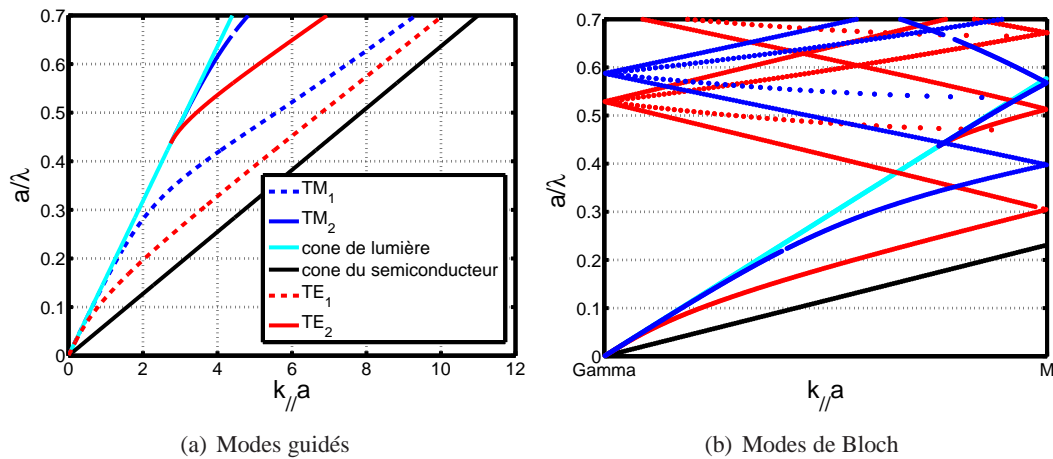 0.7
0.6
0.5
0.4
0.3
0.2
0.1
0
a/λ
0 2 4 6 8 10 12
k//a
TM1
TM2
cone de lumière
cone du semiconducteur
TE1
TE2
(a) Modes guidés
0.7
0.6
0.5
0.4
0.3
0.2
0.1
0
a/λ
Gamma M
k//a
(b) Modes de Bloch